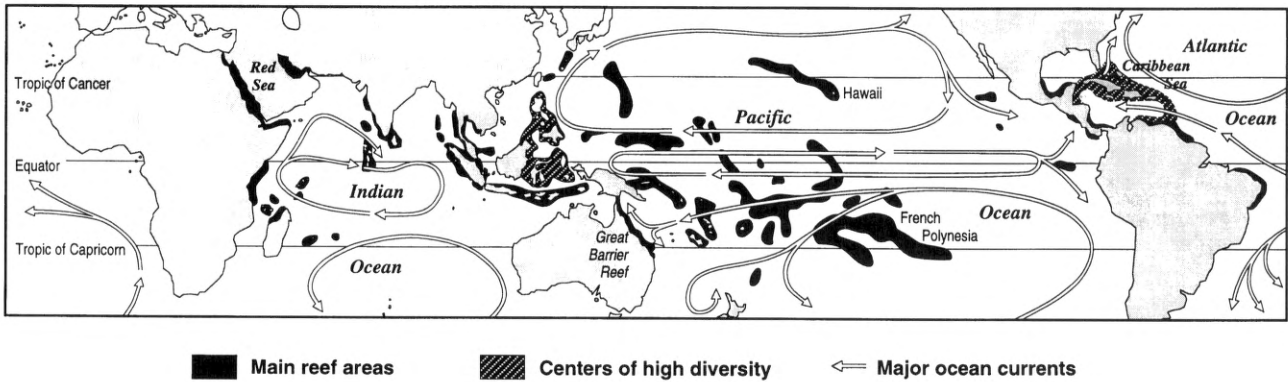 Tropic of Cancer
Red
Sea
Hawaii
Pacific
Atlantic
Caribbean
Sea
Ocean
Equator
Indian
Tropic of Capricorn
Ocean
Great
Barrier
Reef
French
Polynesia
Ocean
Main reef areas
Centers of high diversity
Major ocean currents